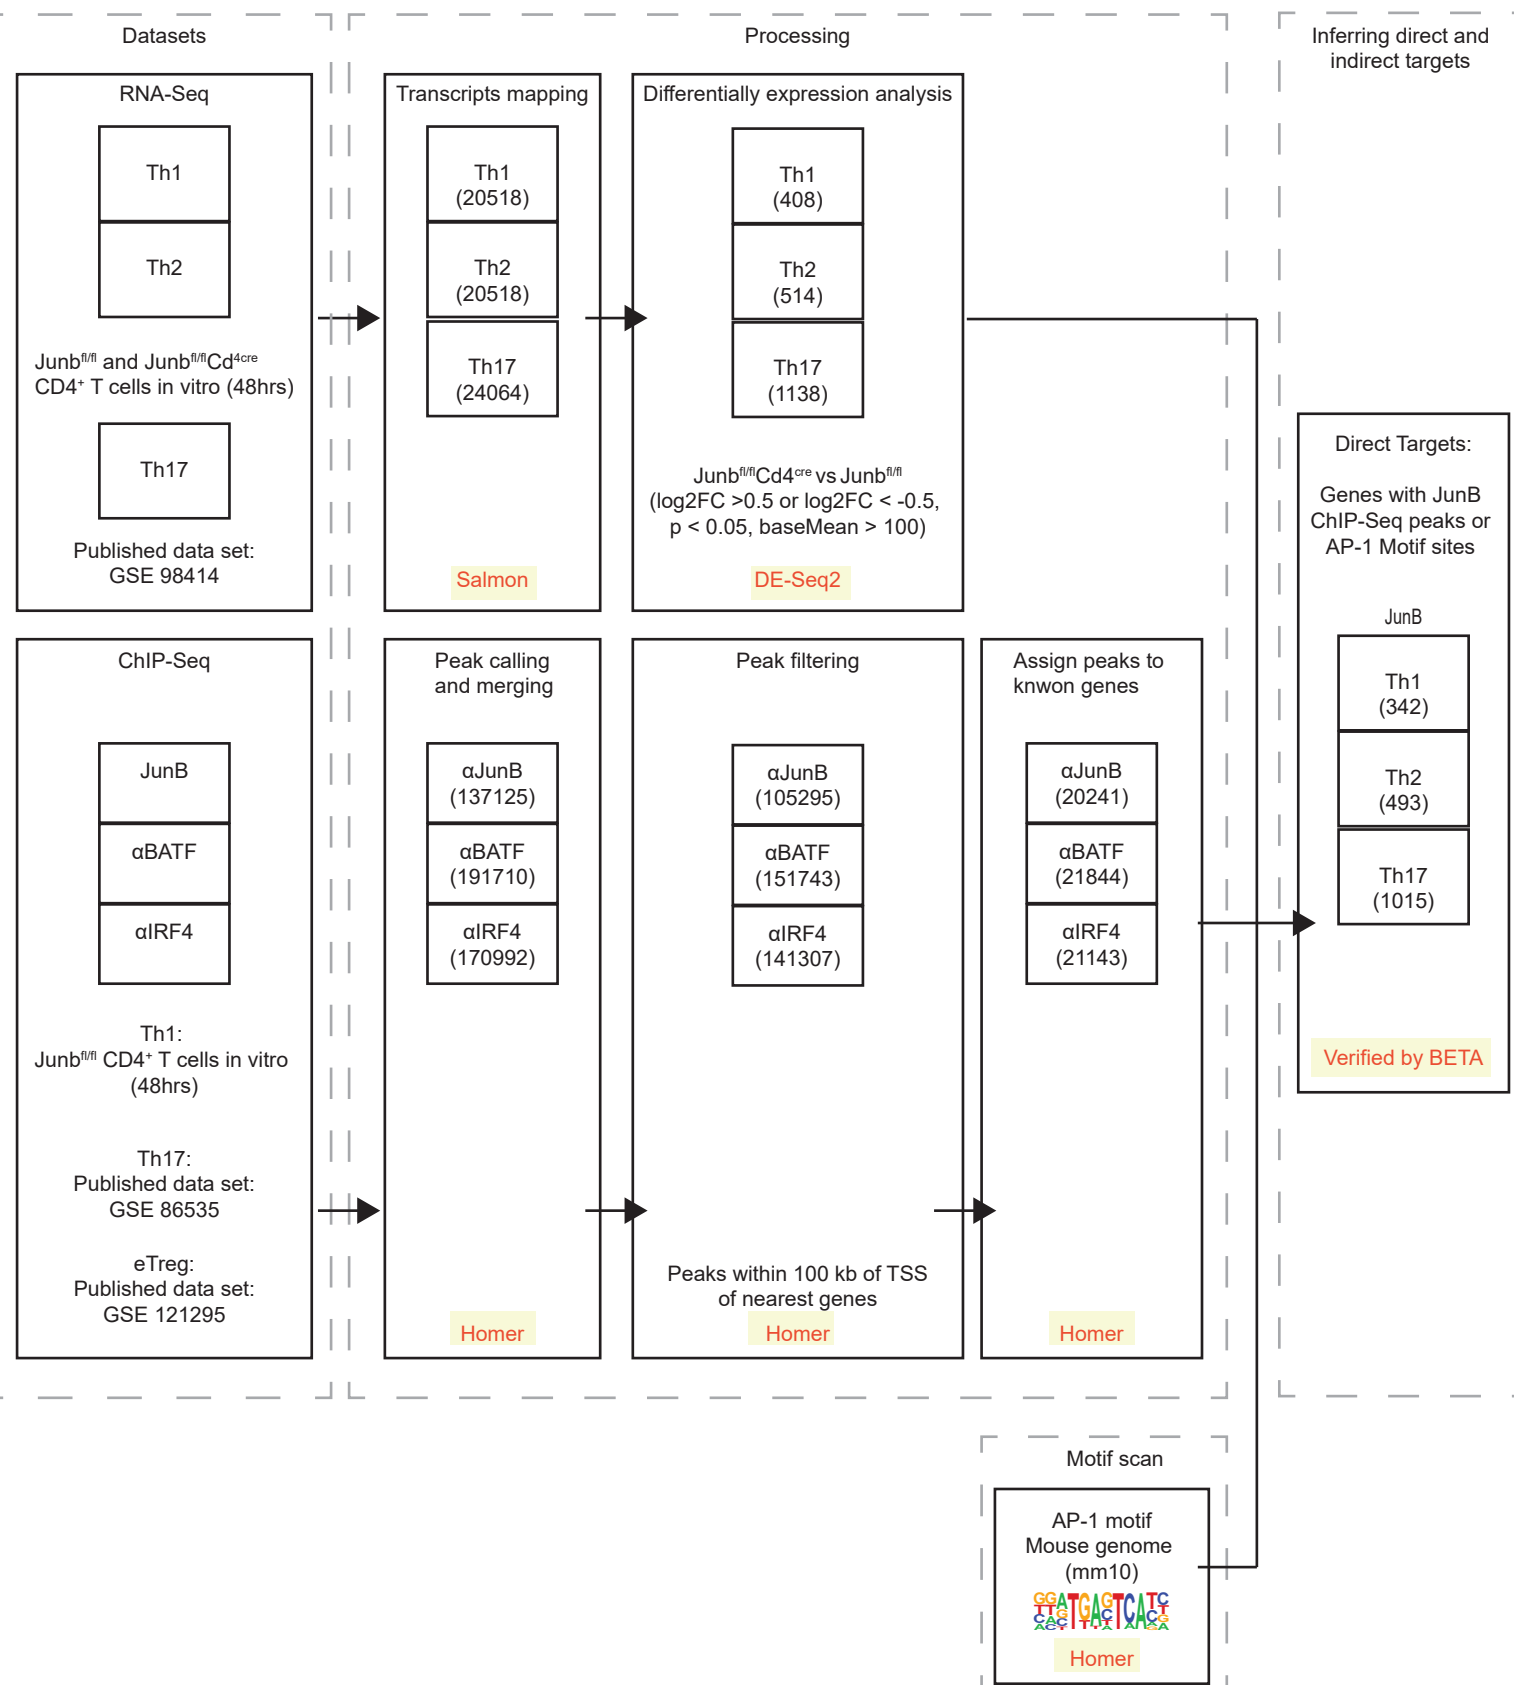 Datasets
RNA-Seq
Th1
Th2
Junbfl/fl and Junbfl/flCd4cre
CD4+ T cells in vitro (48hrs)
Th17
Published data set:
GSE 98414
ChIP-Seq
JunB
αBATF
αIRF4
Th1:
Junbfl/fl CD4+ T cells in vitro
(48hrs)
Th17:
Published data set:
GSE 86535
eTreg:
Published data set:
GSE 121295
Processing
Transcripts mapping
Th1
(20518)
Th2
(20518)
Th17
(24064)
Salmon
Differentially expression analysis
Th1
(408)
Th2
(514)
Th17
(1138)
Junbfl/flCd4cre vs Junbfl/fl
(log2FC >0.5 or log2FC < -0.5,
p < 0.05, baseMean > 100)
DE-Seq2
Peak calling
and merging
αJunB
(137125)
αBATF
(191710)
αIRF4
(170992)
Homer
Peak filtering
αJunB
(105295)
αBATF
(151743)
αIRF4
(141307)
Peaks within 100 kb of TSS
of nearest genes
Homer
Assign peaks to
knwon genes
αJunB
(20241)
αBATF
(21844)
αIRF4
(21143)
Homer
Inferring direct and
indirect targets
Direct Targets:
Genes with JunB
ChIP-Seq peaks or
AP-1 Motif sites
JunB
Th1
(342)
Th2
(493)
Th17
(1015)
Verified by BETA
Motif scan
AP-1 motif
Mouse genome
(mm10)
Homer